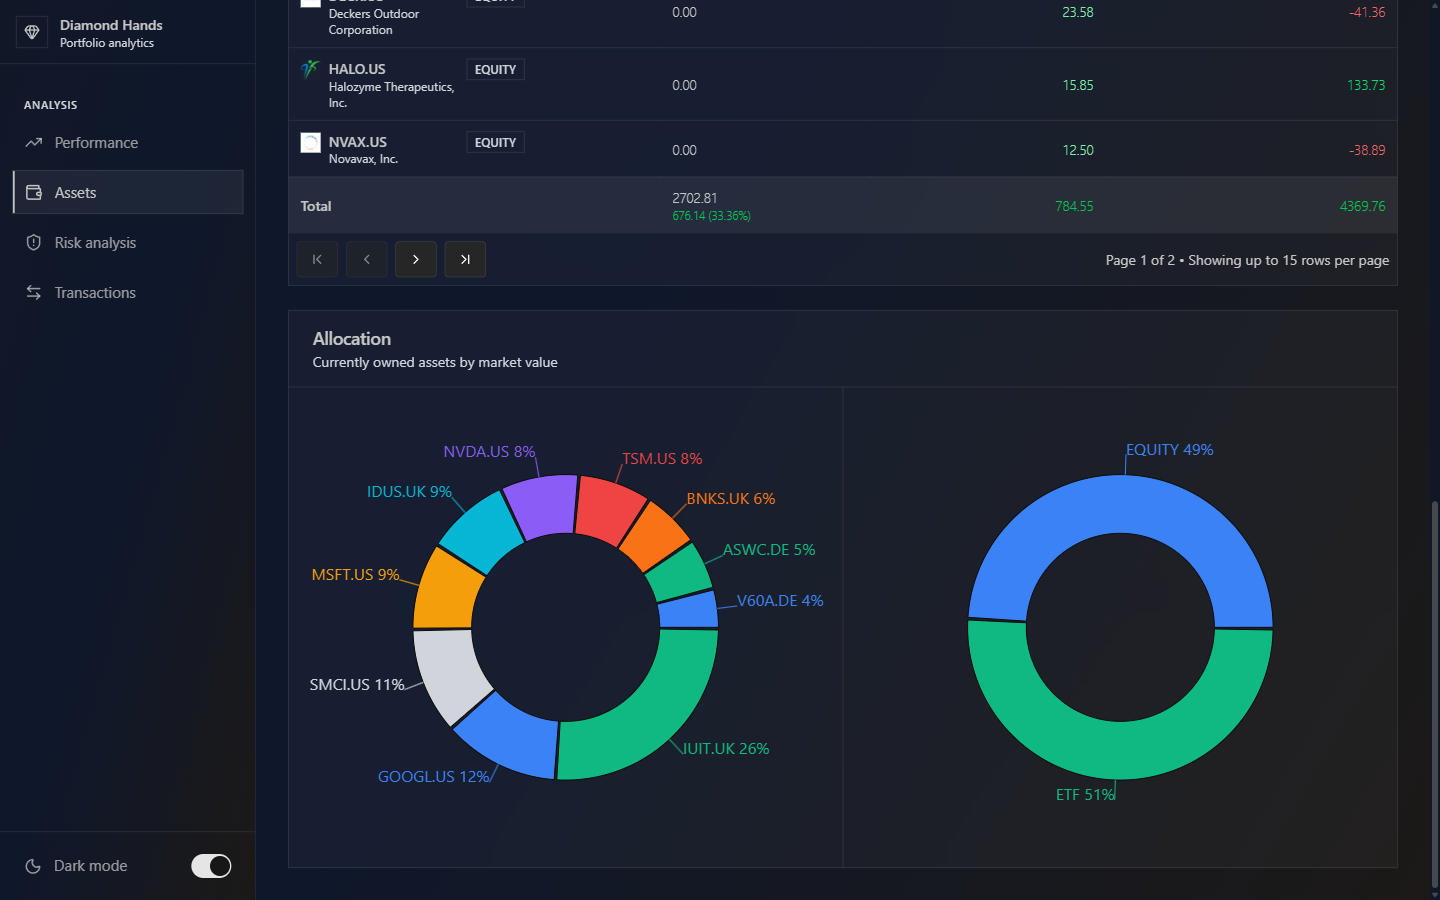 Diamond Hands
Portfolio analytics
ANALYSIS
Performance
Assets
Risk analysis
Transactions
Dark mode
Deckers Outdoor
Corporation
0.00
23.58
-41.36
HALO.US
EQUITY
Halozyme Therapeutics,
Inc.
0.00
15.85
133.73
NVAX.US
EQUITY
Novavax, Inc.
0.00
12.50
-38.89
Total
2702.81
676.14 (33.36%)
784.55
4369.76
Page 1 of 2 • Showing up to 15 rows per page
Allocation
Currently owned assets by market value
NVDA.US 8%
TSM.US 8%
IDUS.UK 9%
BNKS.UK 6%
MSFT.US 9%
ASWC.DE 5%
V60A.DE 4%
SMCI.US 11%
IUIT.UK 26%
GOOGL.US 12%
EQUITY 49%
ETF 51%